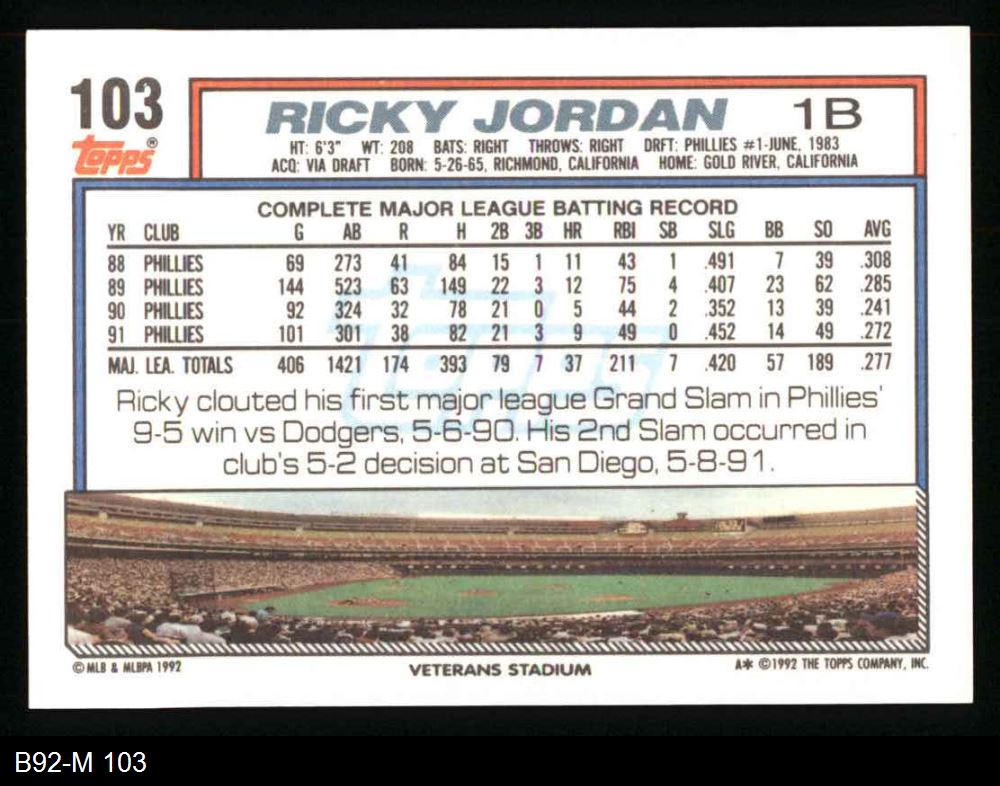 103
topps®
RICKY JORDAN 1B
HT: 6'3" WT: 208 BATS: RIGHT THROWS: RIGHT DRFT: PHILLIES #1-JUNE, 1983
ACQ: VIA DRAFT BORN: 5-26-65, RICHMOND, CALIFORNIA HOME: GOLD RIVER, CALIFORNIA
COMPLETE MAJOR LEAGUE BATTING RECORD
YR CLUB G AB R H 2B 3B HR RBI SB SLG BB SO AVG
88 PHILLIES 69 273 41 84 15 1 11 43 1 .491 7 39 .308
89 PHILLIES 144 523 63 149 22 3 12 75 4 .407 23 62 .285
90 PHILLIES 92 324 32 78 21 0 5 44 2 .352 13 39 .241
91 PHILLIES 101 301 38 82 21 3 9 49 0 .452 14 49 .272
MAJ. LEA. TOTALS 406 1421 174 393 79 7 37 211 7 .420 57 189 .277
Ricky clouted his first major league Grand Slam in Phillies'
9-5 win vs Dodgers, 5-6-90. His 2nd Slam occurred in
club's 5-2 decision at San Diego, 5-8-91.
© MLB & MLBPA 1992 VETERANS STADIUM A* ©1992 THE TOPPS COMPANY, INC.
B92-M 103